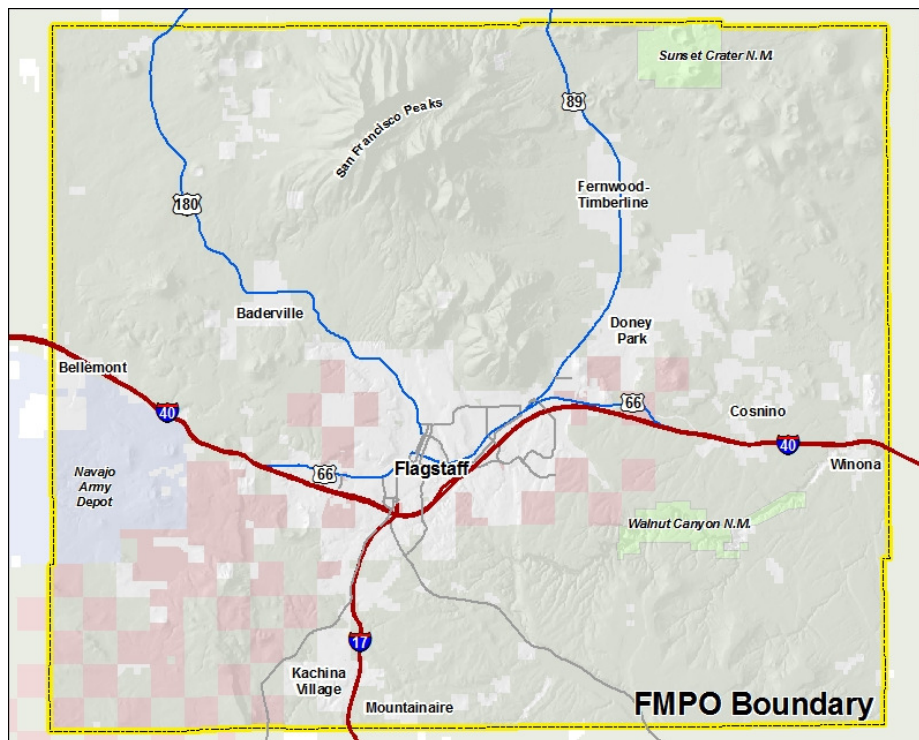 Sunset Crater N.M.
San Francisco Peaks
89
Fernwood-
Timberline
180
Baderville
Doney
Park
Bellemont
40
66
Cosnino
40
Winona
Navajo
Army
Depot
66
Flagstaff
Walnut Canyon N.M.
17
Kachina
Village
Mountainaire
FMPO Boundary